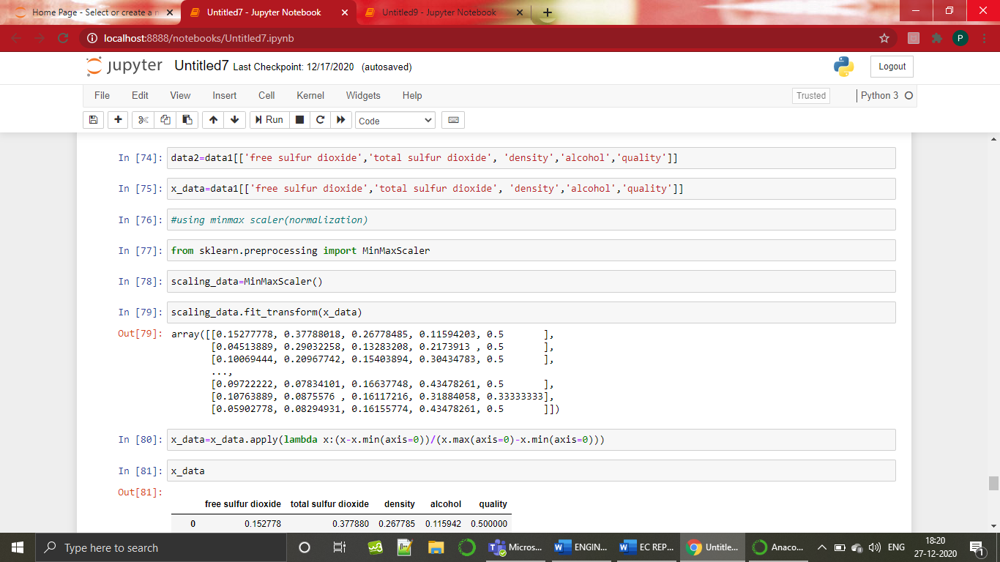 Home Page - Select or create a n
Untitled7 - Jupyter Notebook
Untitled9 - Jupyter Notebook
localhost:8888/notebooks/Untitled7.ipynb
P
jupyter Untitled7 Last Checkpoint: 12/17/2020 (autosaved)
Logout
File Edit View Insert Cell Kernel Widgets Help
Trusted
Python 3
Run
Code
In [74]: data2=data1[['free sulfur dioxide','total sulfur dioxide', 'density','alcohol','quality']]
In [75]: x_data=data1[['free sulfur dioxide','total sulfur dioxide', 'density','alcohol','quality']]
In [76]: #using minmax scaler(normalization)
In [77]: from sklearn.preprocessing import MinMaxScaler
In [78]: scaling_data=MinMaxScaler()
In [79]: scaling_data.fit_transform(x_data)
Out[79]: array([[0.15277778, 0.37788018, 0.26778485, 0.11594203, 0.5       ],
[0.04513889, 0.29032258, 0.13283208, 0.2173913 , 0.5       ],
[0.10069444, 0.20967742, 0.15403894, 0.30434783, 0.5       ],
...,
[0.09722222, 0.07834101, 0.16637748, 0.43478261, 0.5       ],
[0.10763889, 0.0875576 , 0.16117216, 0.31884058, 0.33333333],
[0.05902778, 0.08294931, 0.16155774, 0.43478261, 0.5       ]])
In [80]: x_data=x_data.apply(lambda x:(x-x.min(axis=0))/(x.max(axis=0)-x.min(axis=0)))
In [81]: x_data
Out[81]:
free sulfur dioxide total sulfur dioxide density alcohol quality
0 0.152778 0.377880 0.267785 0.115942 0.500000
Type here to search
Micros...
ENGIN...
EC REP...
Untitle...
Anaco...
ENG
18:20
27-12-2020
1